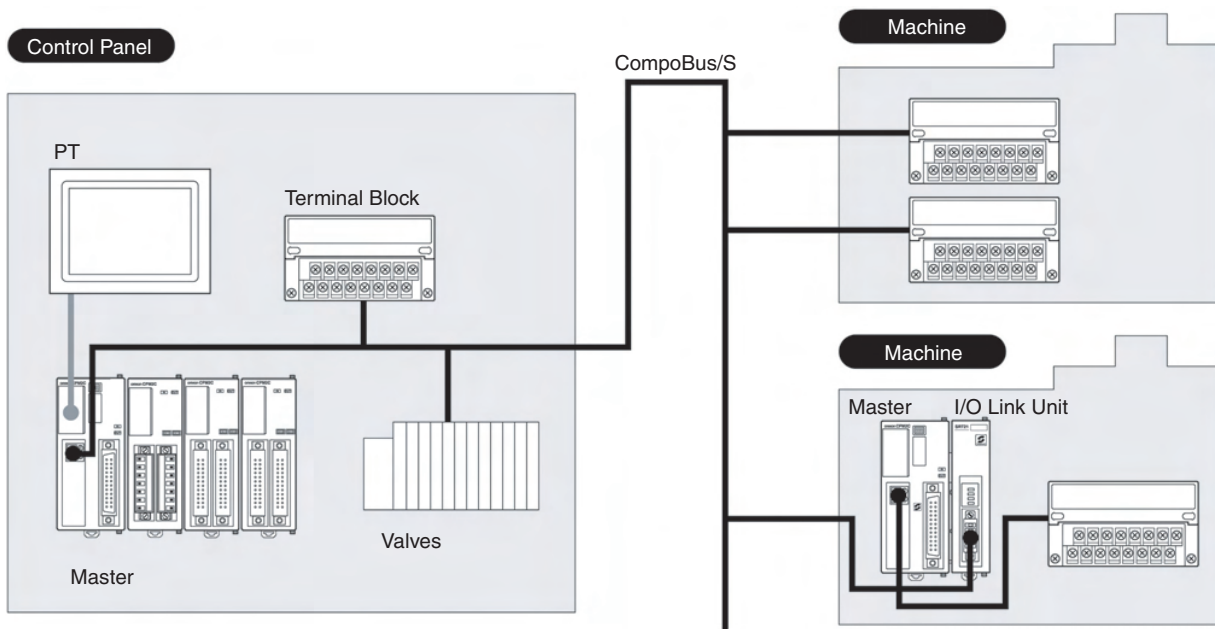 Control Panel
Machine
CompoBus/S
PT
Terminal Block
Machine
Master
I/O Link Unit
Valves
Master